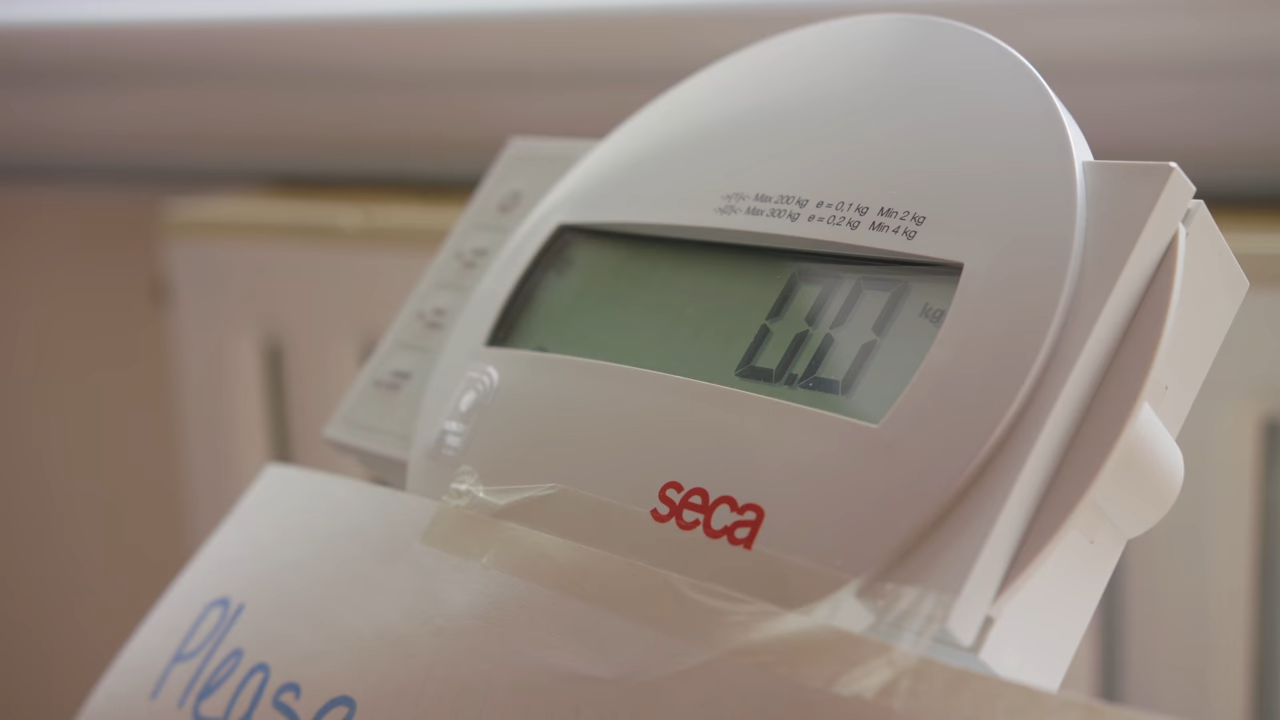 Max 200 kg e = 0,1 kg Min 2 kg
Max 300 kg e = 0,2 kg Min 4 kg
0.0 kg
seca
Please